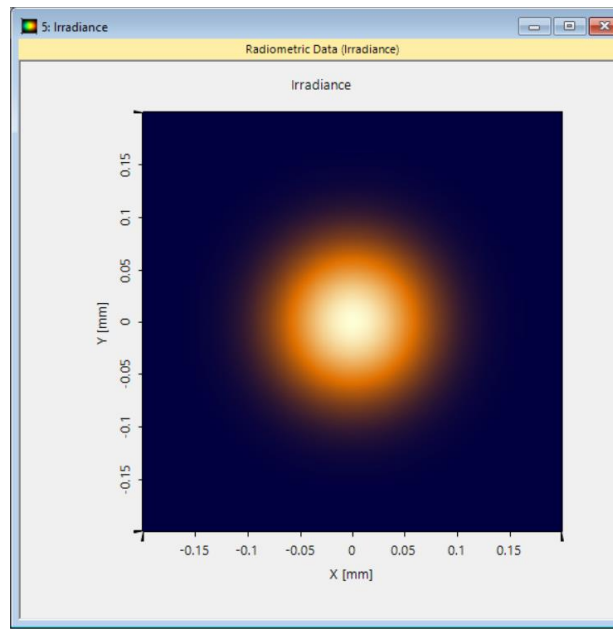 5: Irradiance
Radiometric Data (Irradiance)
Irradiance
0.15
0.1
0.05
0
-0.05
-0.1
-0.15
Y [mm]
-0.15 -0.1 -0.05 0 0.05 0.1 0.15
X [mm]